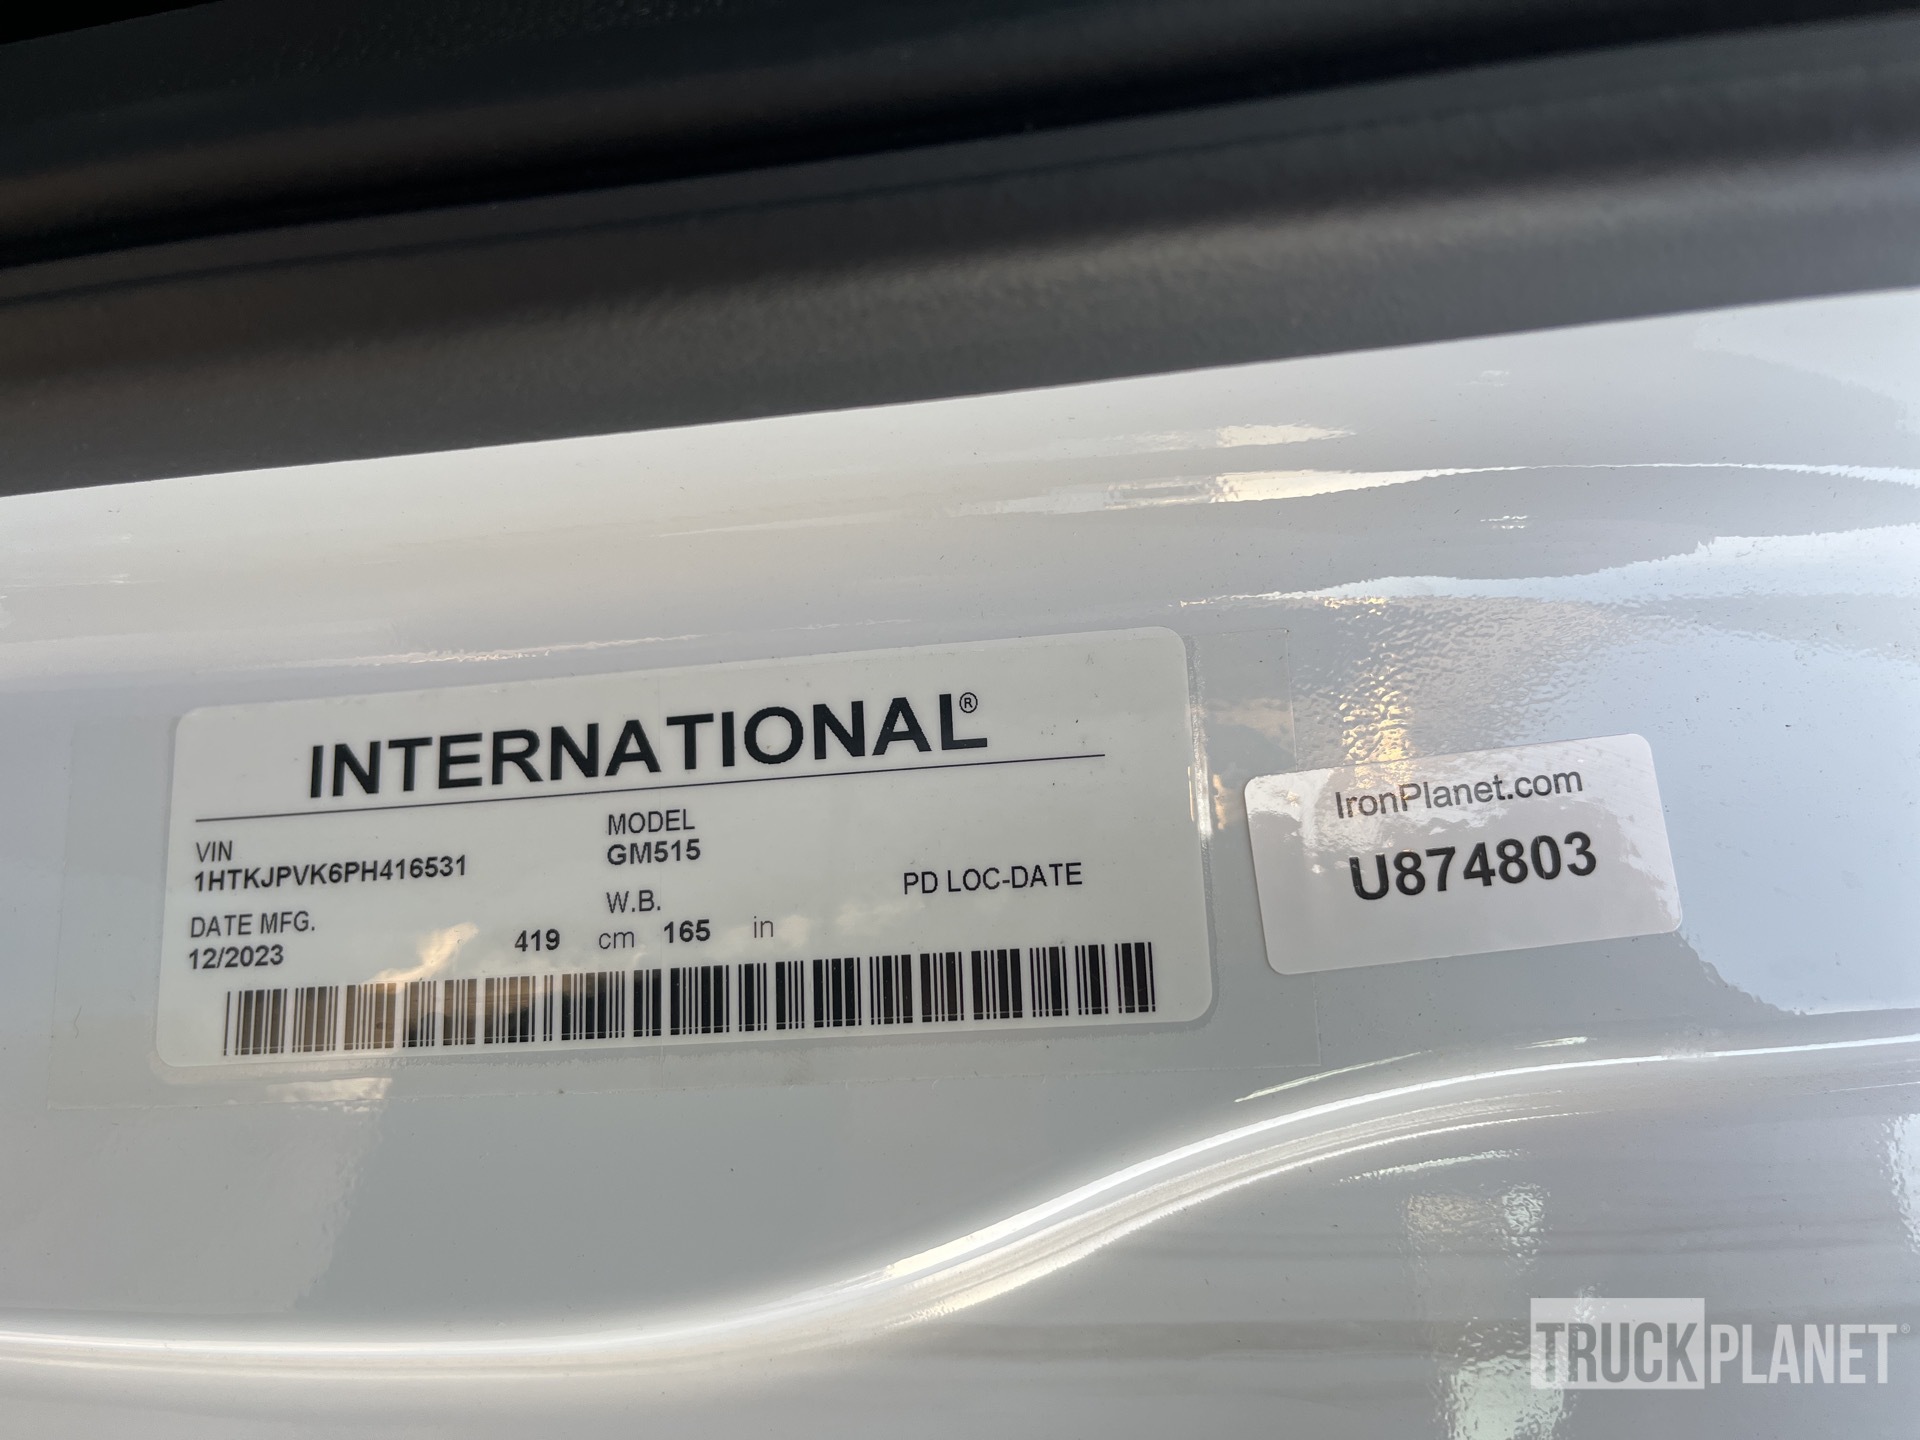 INTERNATIONAL®
VIN
1HTKJPVK6PH416531
MODEL
GM515
DATE MFG.
12/2023
W.B.
419 cm 165 in
PD LOC-DATE
IronPlanet.com
U874803
TRUCKPLANET®